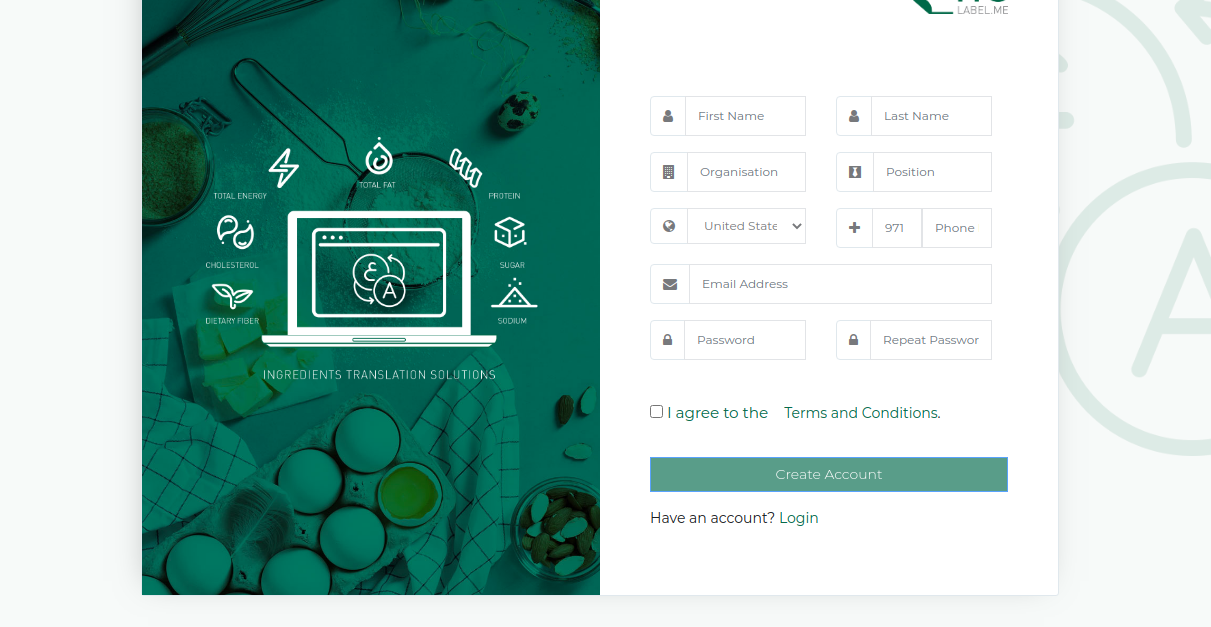 LABEL.ME
First Name
Last Name
Organisation
Position
United State
971
Phone
Email Address
Password
Repeat Passwor
I agree to the Terms and Conditions.
Create Account
Have an account? Login
TOTAL ENERGY
TOTAL FAT
PROTEIN
CHOLESTEROL
SUGAR
DIETARY FIBER
SODIUM
ع
A
INGREDIENTS TRANSLATION SOLUTIONS
A